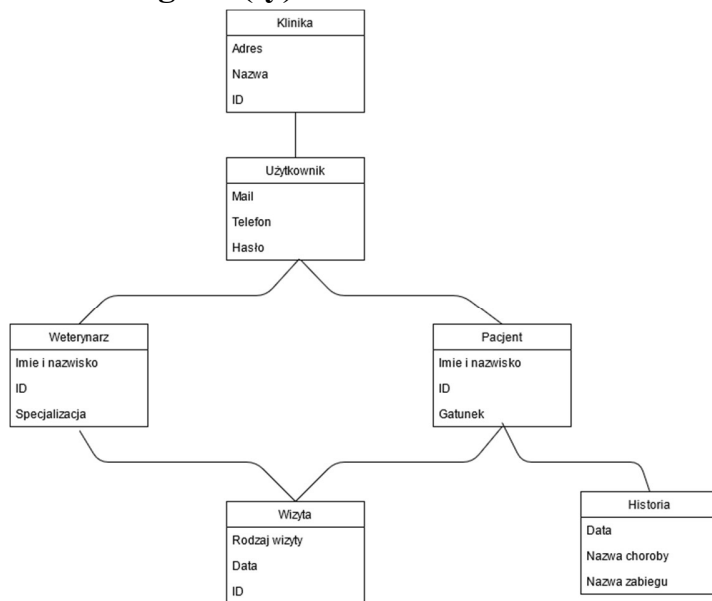 Klinika
Adres
Nazwa
ID
Użytkownik
Mail
Telefon
Hasło
Weterynarz
Imie i nazwisko
ID
Specjalizacja
Pacjent
Imie i nazwisko
ID
Gatunek
Wizyta
Rodzaj wizyty
Data
ID
Historia
Data
Nazwa choroby
Nazwa zabiegu